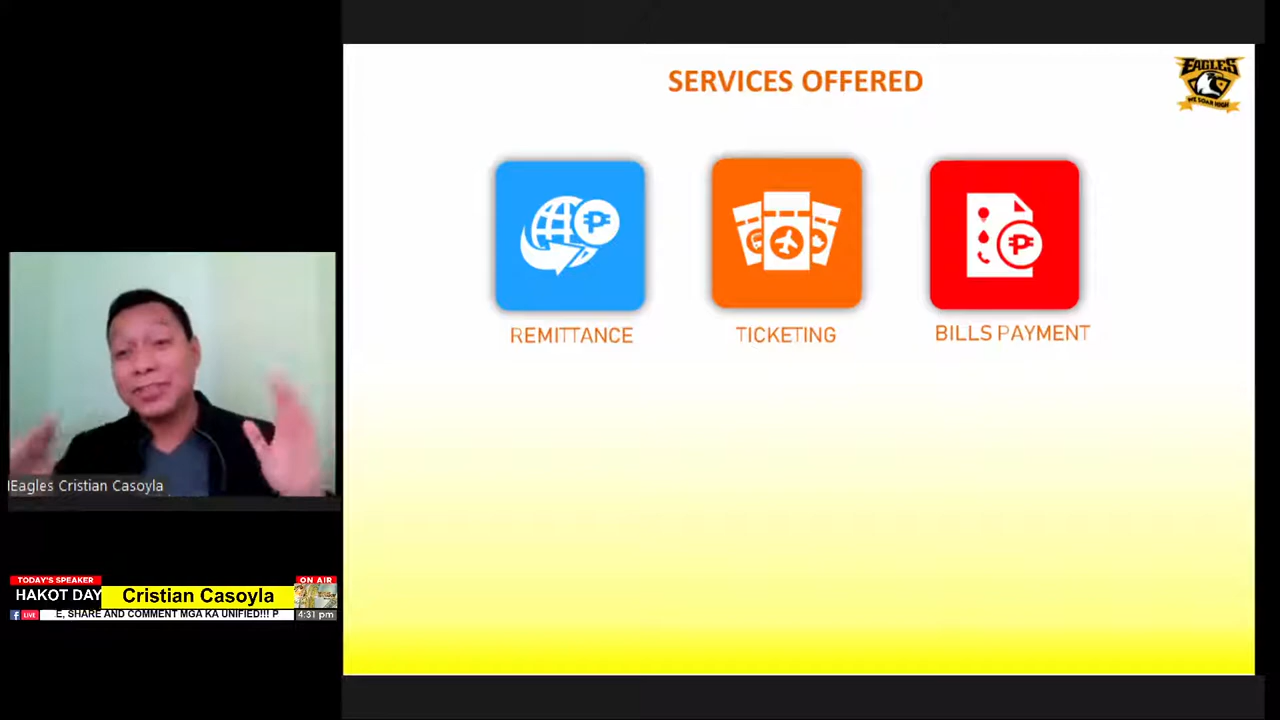 SERVICES OFFERED
EAGLES
WE SOAR HIGH
REMITTANCE
TICKETING
BILLS PAYMENT
Eagles Cristian Casoyla
TODAY'S SPEAKER
ON AIR
HAKOT DAY
Cristian Casoyla
LIVE
E, SHARE AND COMMENT MGA KA UNIFIED!!! P
4:31 pm